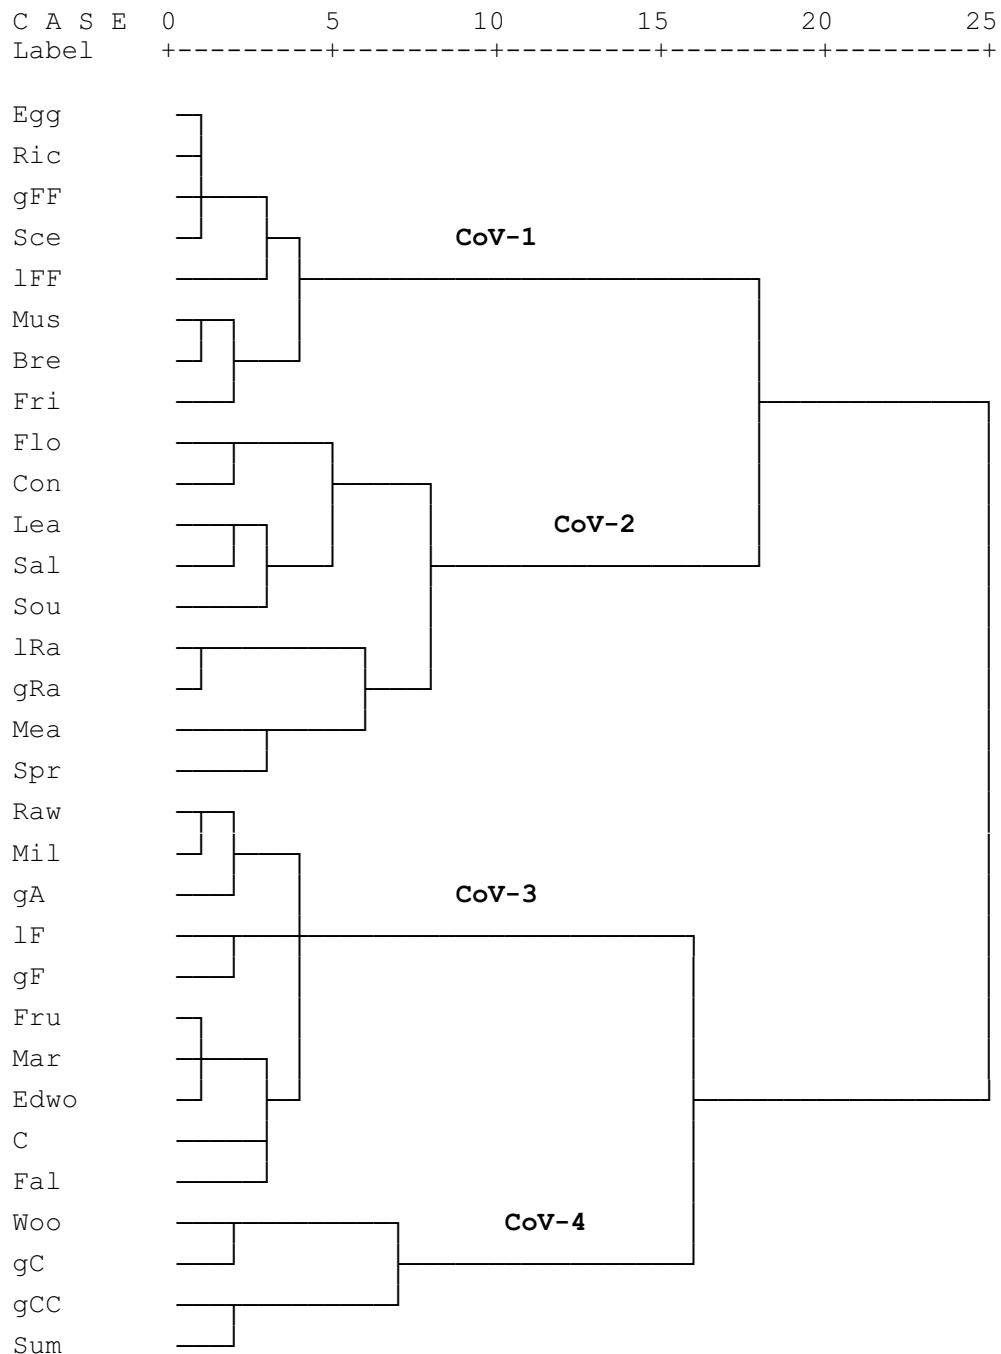 C A S E 0 5 10 15 20 25
Label +---------+---------+---------+---------+---------+
Egg
Ric
gFF
Sce CoV-1
lFF
Mus
Bre
Fri
Flo
Con
Lea CoV-2
Sal
Sou
lRa
gRa
Mea
Spr
Raw
Mil
gA CoV-3
lF
gF
Fru
Mar
Edwo
C
Fal
Woo CoV-4
gC
gCC
Sum